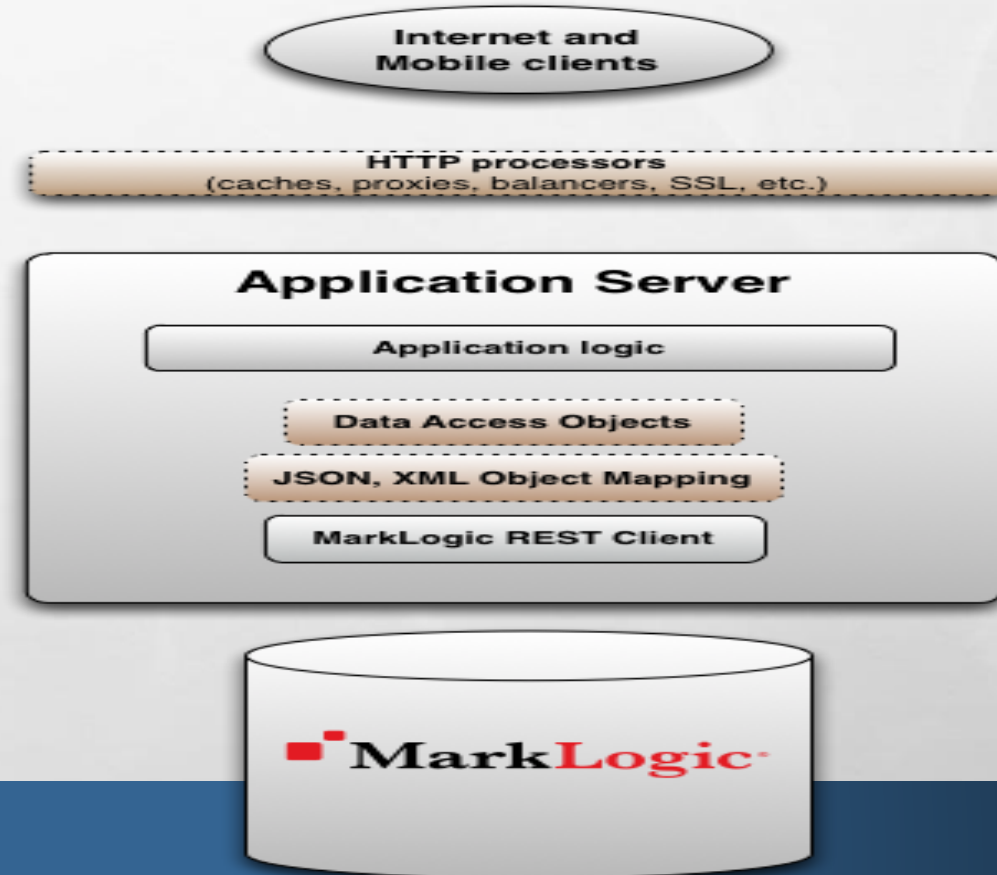 Internet and
Mobile clients
HTTP processors
(caches, proxies, balancers, SSL, etc.)
Application Server
Application logic
Data Access Objects
JSON, XML Object Mapping
MarkLogic REST Client
MarkLogic